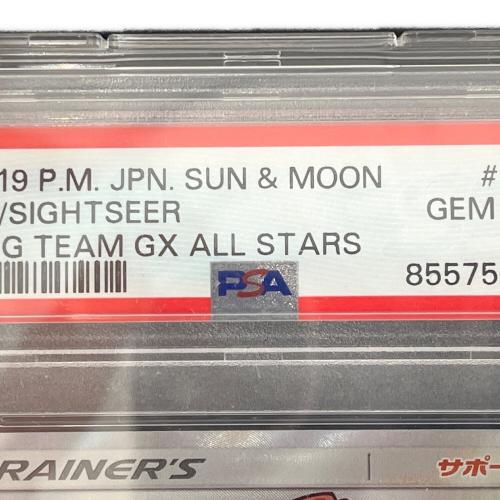 19 P.M. JPN. SUN & MOON #
/SIGHTSEER GEM
G TEAM GX ALL STARS
PSA 85575
RAINER'S サポー